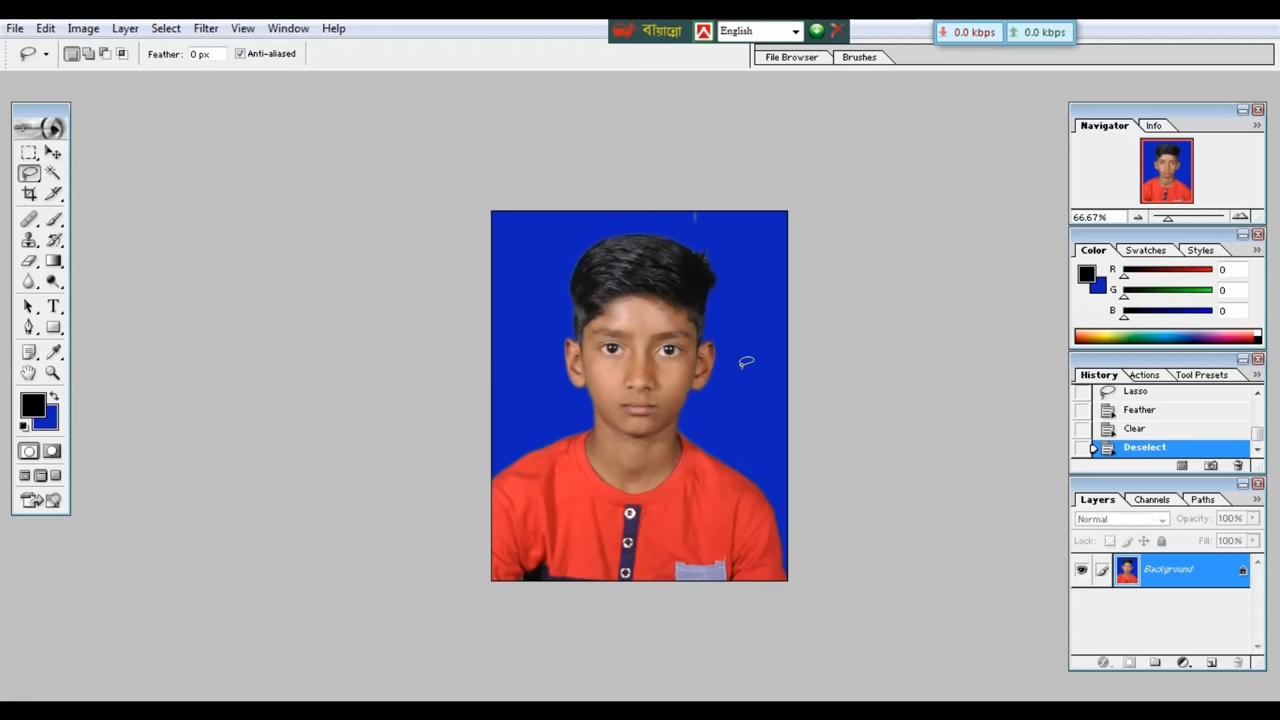 File Edit Image Layer Select Filter View Window Help
বায়ান্নো English 0.0 kbps 0.0 kbps
Feather: 0 px Anti-aliased
File Browser Brushes
Navigator Info
66.67%
Color Swatches Styles
R 0
G 0
B 0
History Actions Tool Presets
Lasso
Feather
Clear
Deselect
Layers Channels Paths
Normal Opacity: 100%
Lock: Fill: 100%
Background